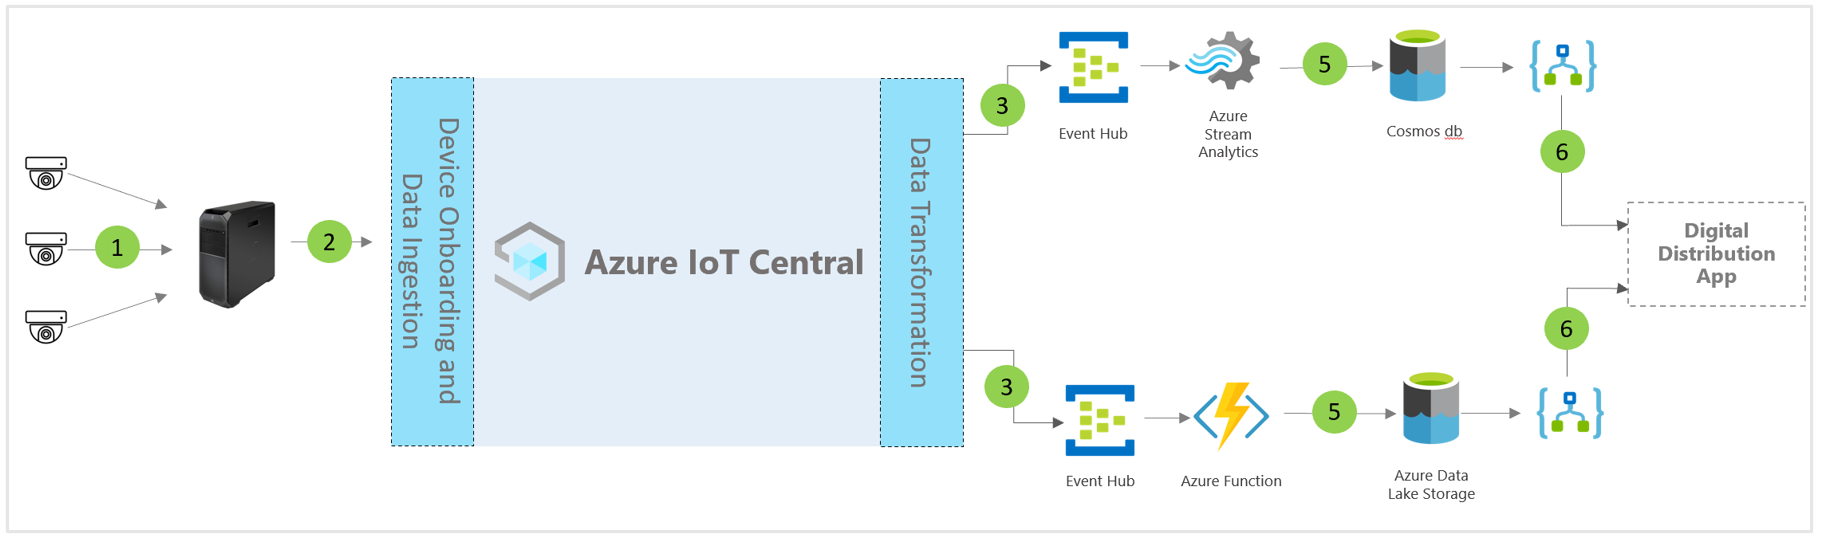 1
2
Device Onboarding and
Data Ingestion
Azure IoT Central
Data Transformation
3
Event Hub
Azure
Stream
Analytics
5
Cosmos db
6
Digital
Distribution
App
3
Event Hub
Azure Function
5
Azure Data
Lake Storage
6